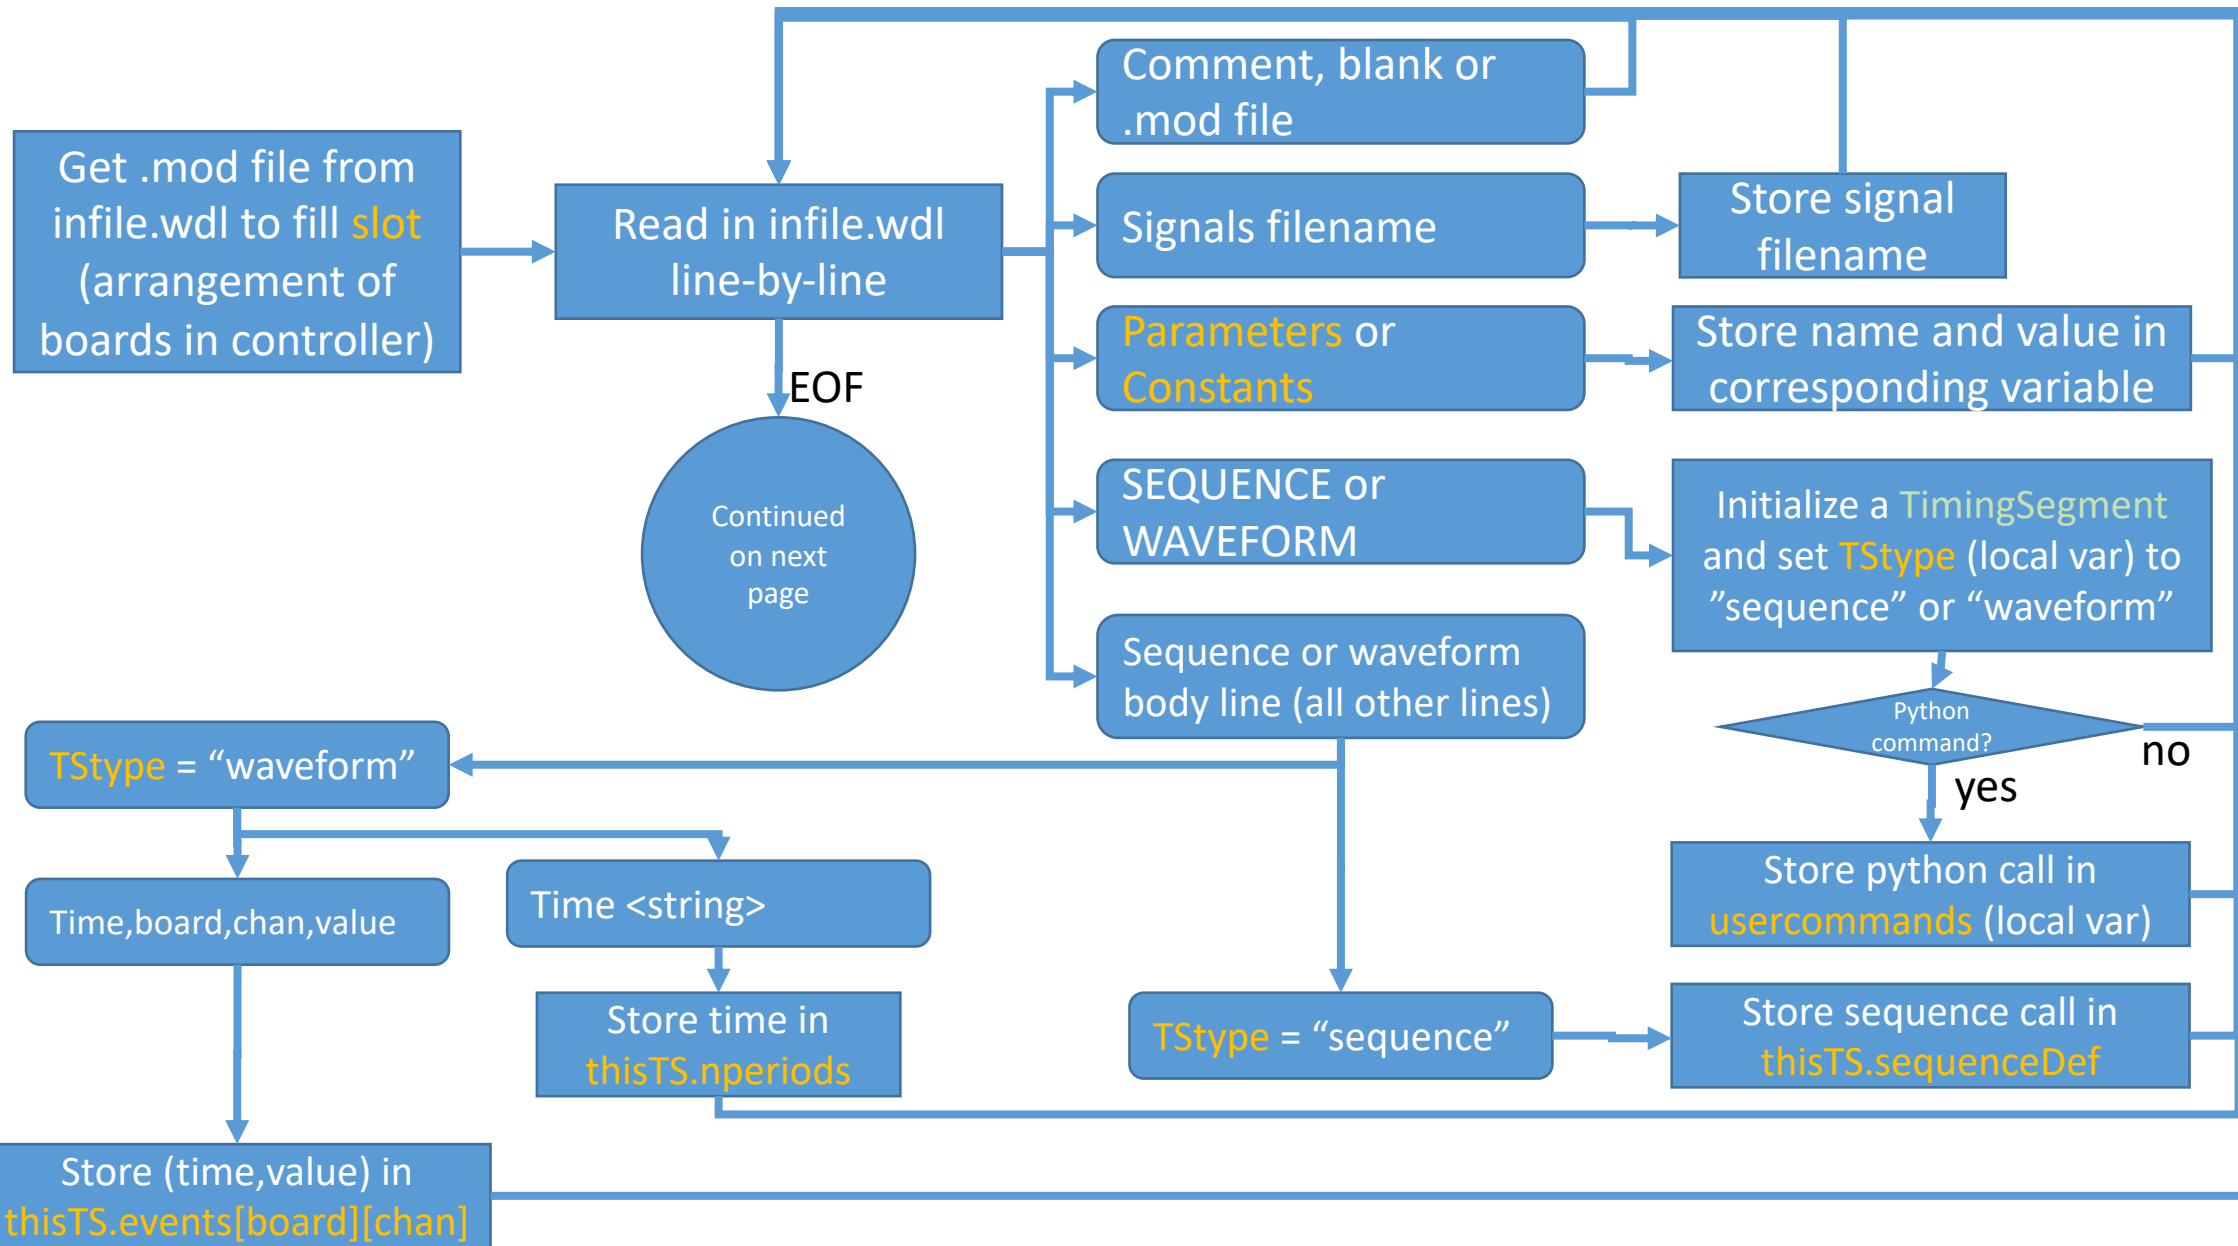 Get .mod file from
infile.wdl to fill slot
(arrangement of
boards in controller)
Read in infile.wdl
line-by-line
EOF
Continued
on next
page
Comment, blank or
.mod file
Signals filename
Store signal
filename
Parameters or
Constants
Store name and value in
corresponding variable
SEQUENCE or
WAVEFORM
Initialize a TimingSegment
and set TStype (local var) to
”sequence” or “waveform”
Python
command?
no
yes
Store python call in
usercommands (local var)
Sequence or waveform
body line (all other lines)
TStype = “waveform”
Time,board,chan,value
Time <string>
Store time in
thisTS.nperiods
TStype = “sequence”
Store sequence call in
thisTS.sequenceDef
Store (time,value) in
thisTS.events[board][chan]